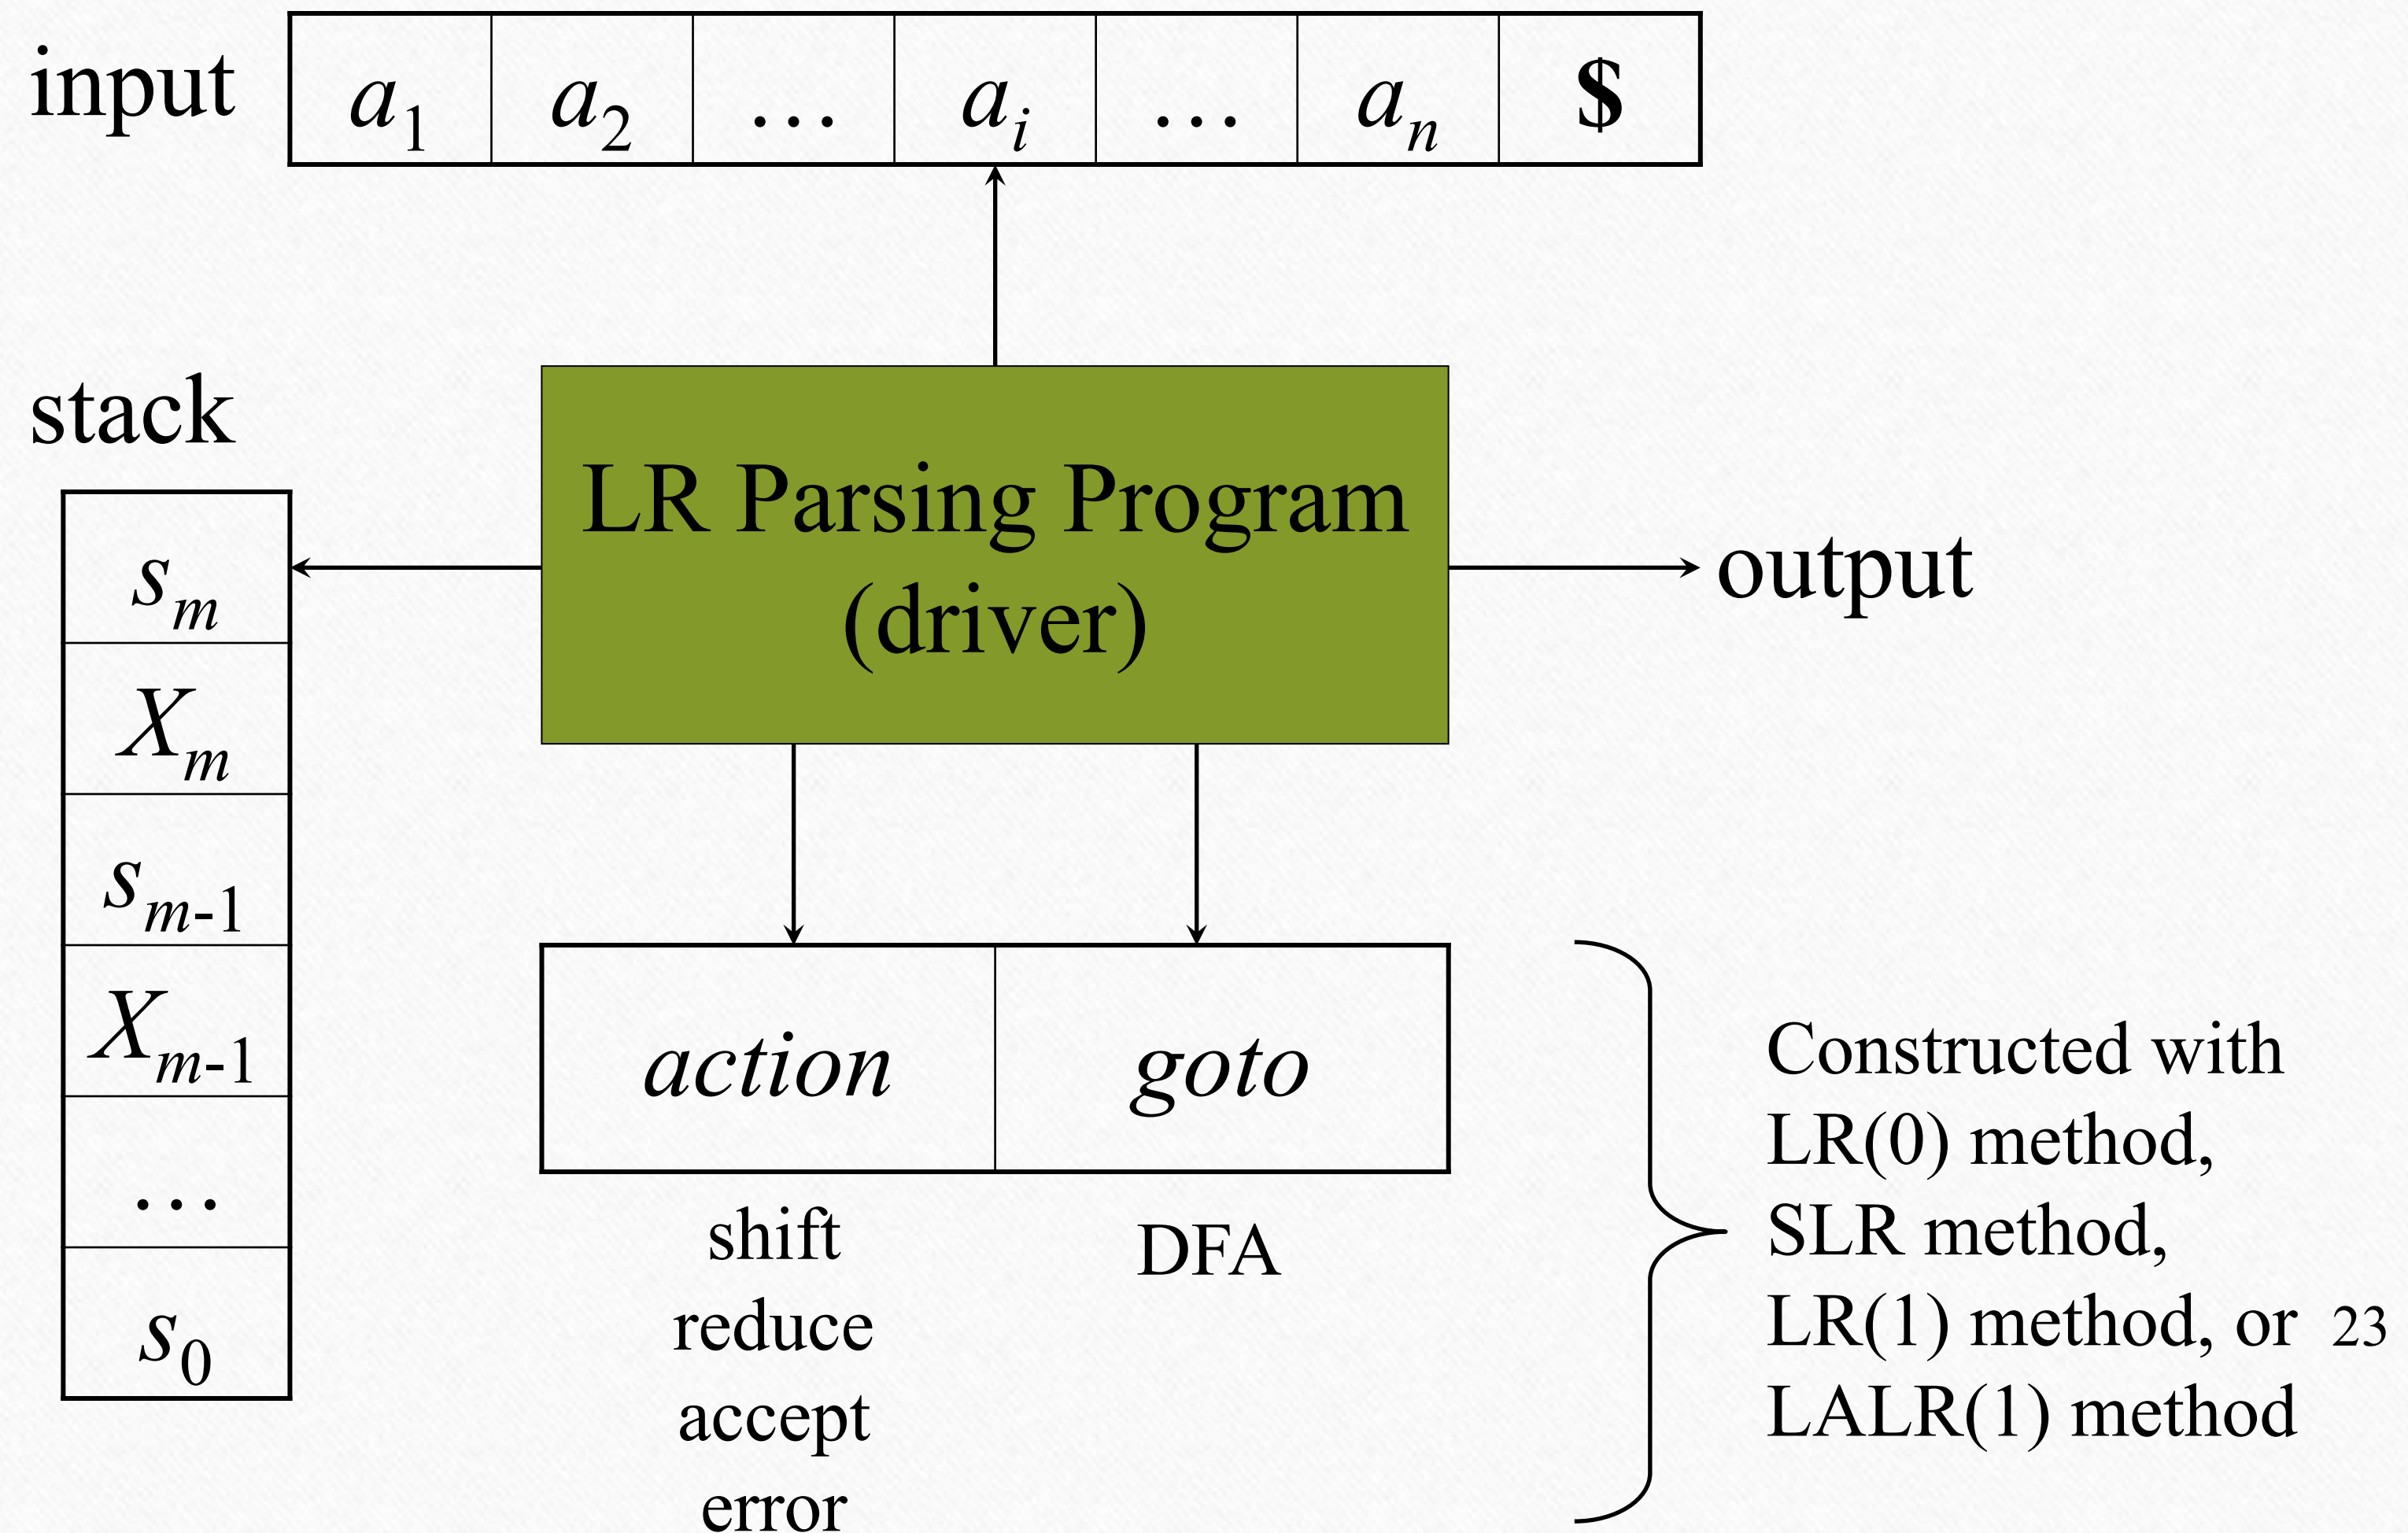 input a₁ a₂ … aᵢ … aₙ $
stack
LR Parsing Program
(driver)
output
sₘ
Xₘ
sₘ₋₁
Xₘ₋₁
…
s₀
action goto
shift
reduce
accept
error
DFA
Constructed with
LR(0) method,
SLR method,
LR(1) method, or
LALR(1) method
23